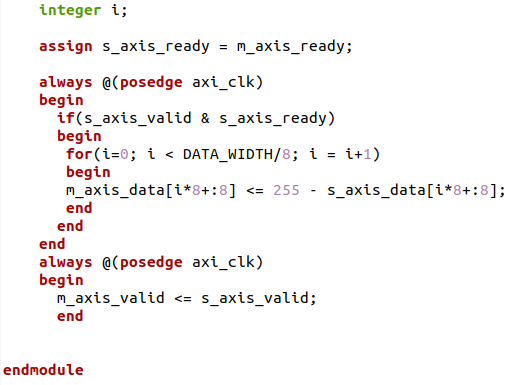 integer i;
assign s_axis_ready = m_axis_ready;
always @(posedge axi_clk)
begin
if(s_axis_valid & s_axis_ready)
begin
for(i=0; i < DATA_WIDTH/8; i = i+1)
begin
m_axis_data[i*8+:8] <= 255 - s_axis_data[i*8+:8];
end
end
end
always @(posedge axi_clk)
begin
m_axis_valid <= s_axis_valid;
end
endmodule